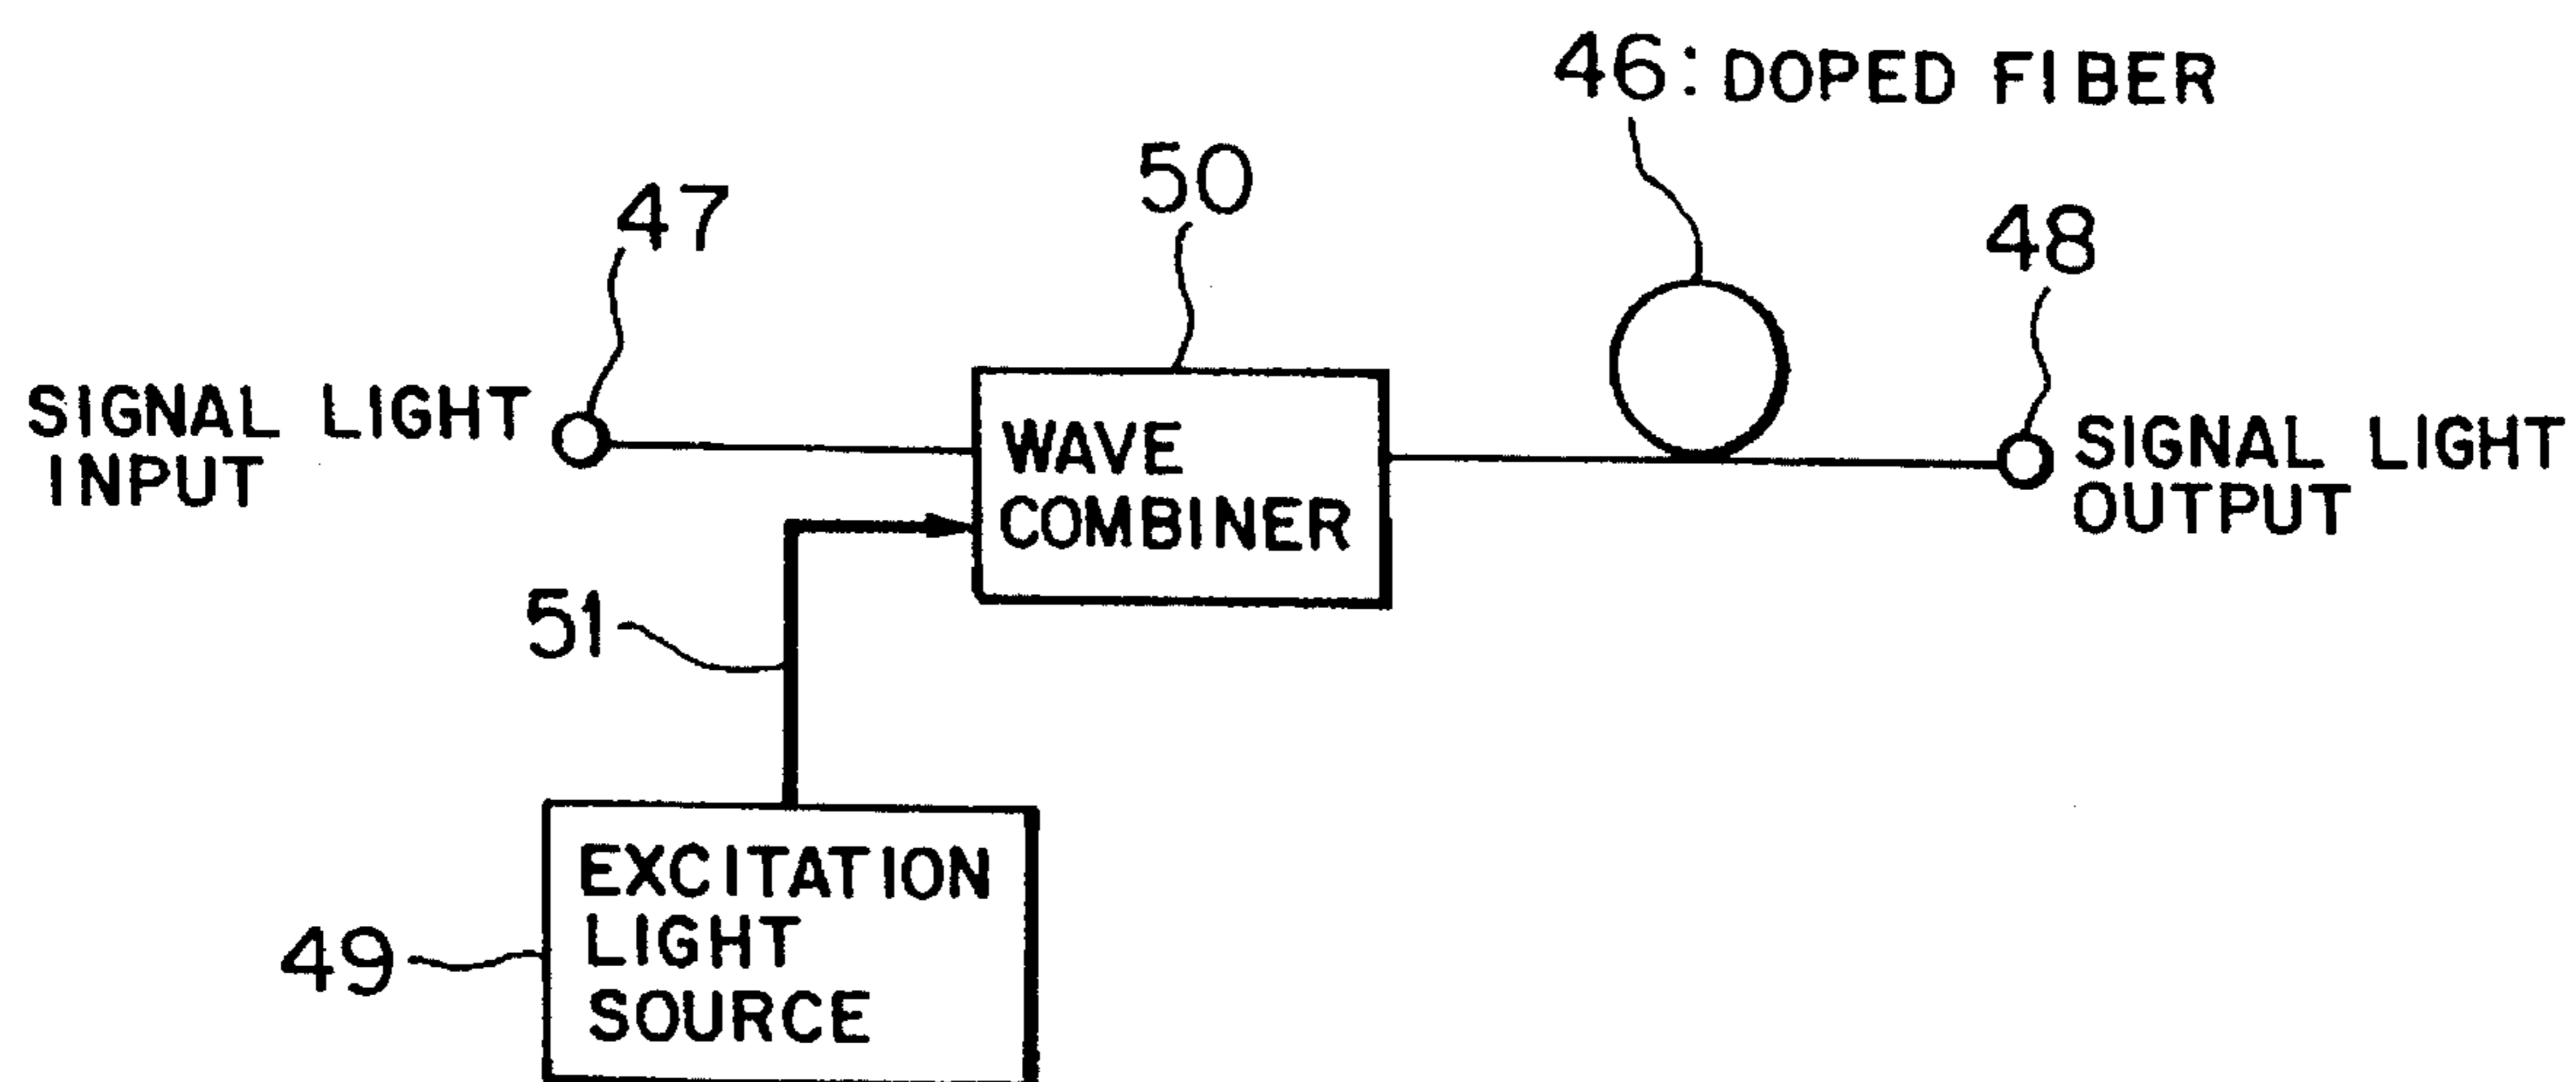 46: DOPED FIBER
50
47
48
SIGNAL LIGHT
INPUT
WAVE
COMBINER
SIGNAL LIGHT
OUTPUT
51
49
EXCITATION
LIGHT
SOURCE